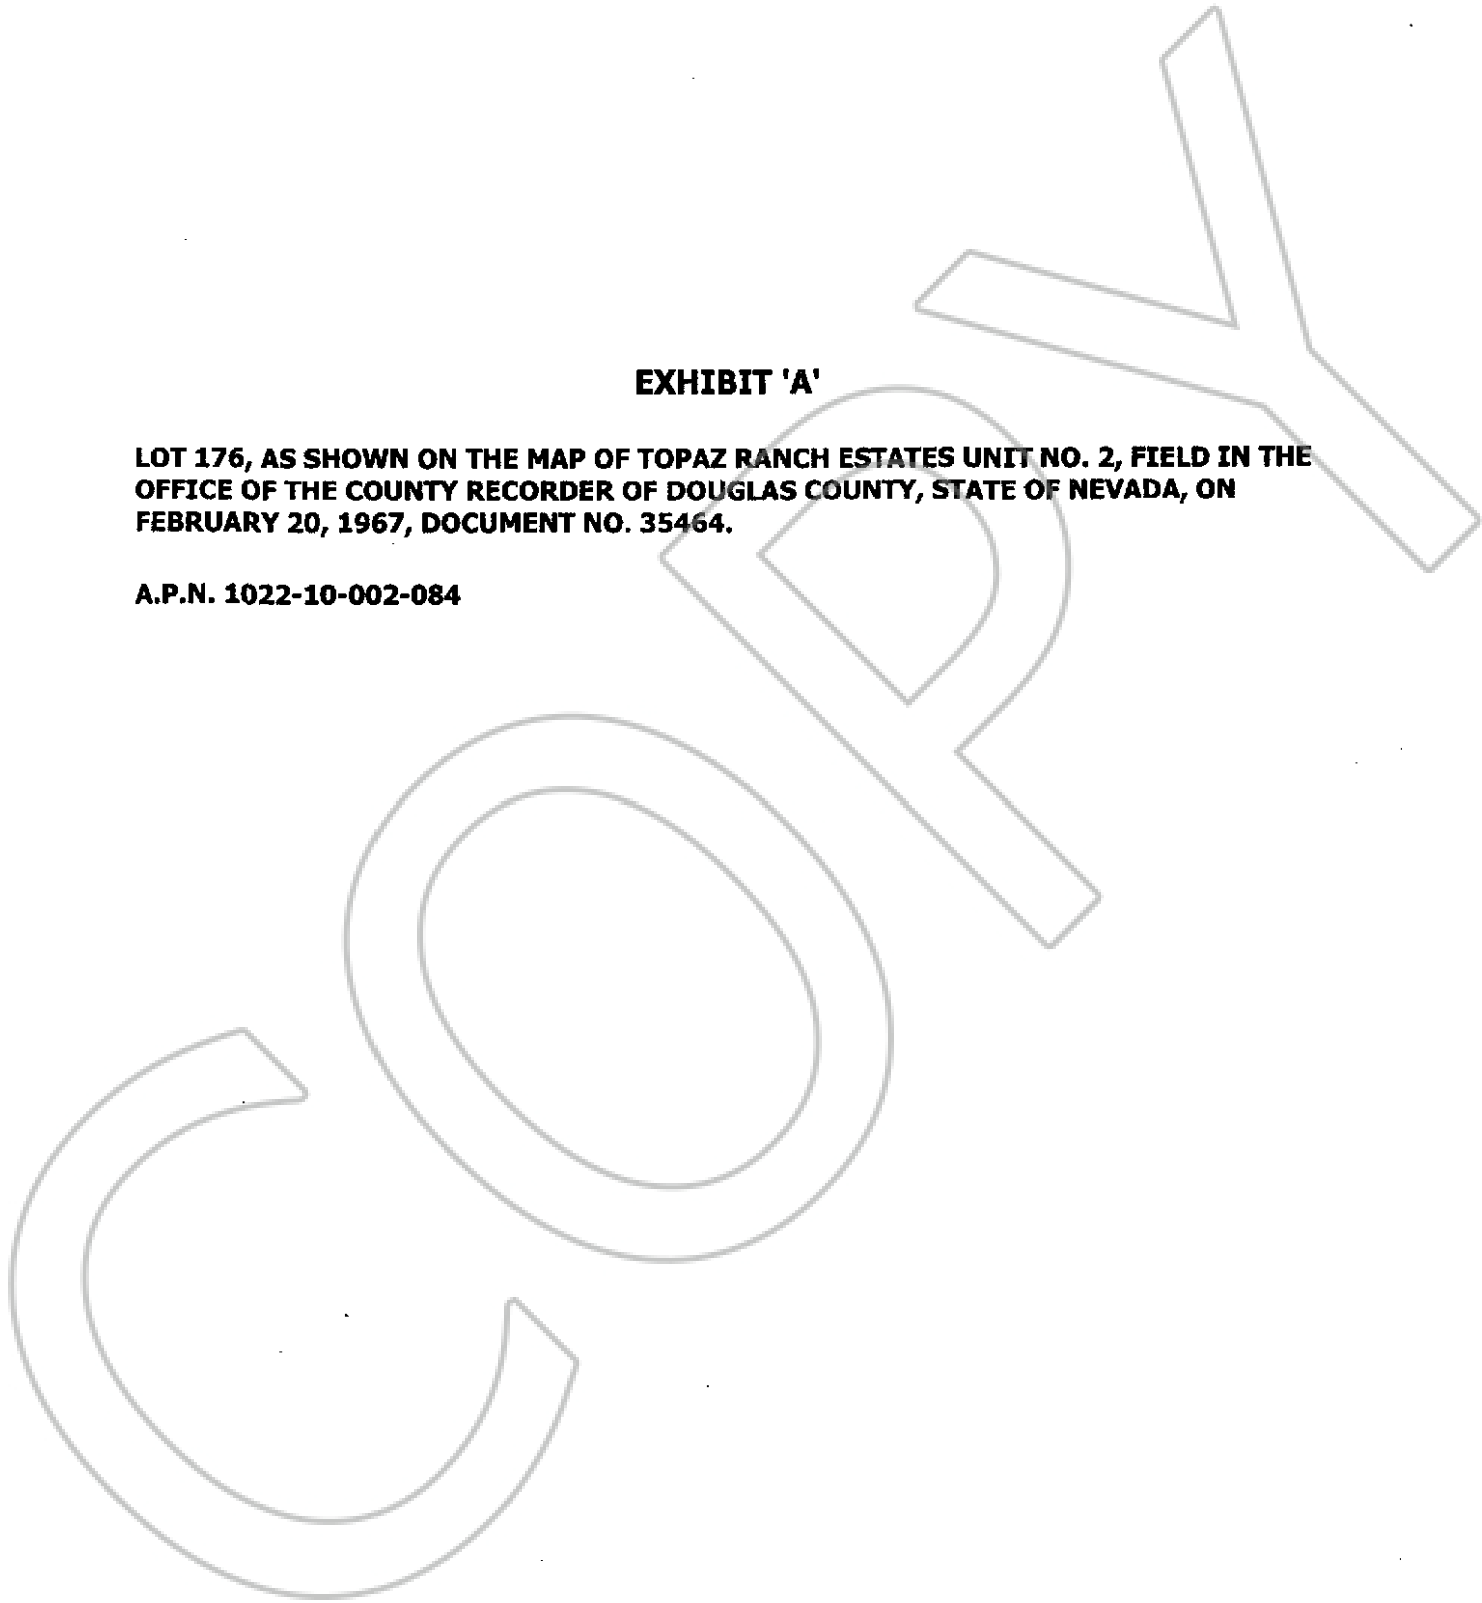 EXHIBIT 'A'
LOT 176, AS SHOWN ON THE MAP OF TOPAZ RANCH ESTATES UNIT NO. 2, FIELD IN THE
OFFICE OF THE COUNTY RECORDER OF DOUGLAS COUNTY, STATE OF NEVADA, ON
FEBRUARY 20, 1967, DOCUMENT NO. 35464.
A.P.N. 1022-10-002-084
COPY